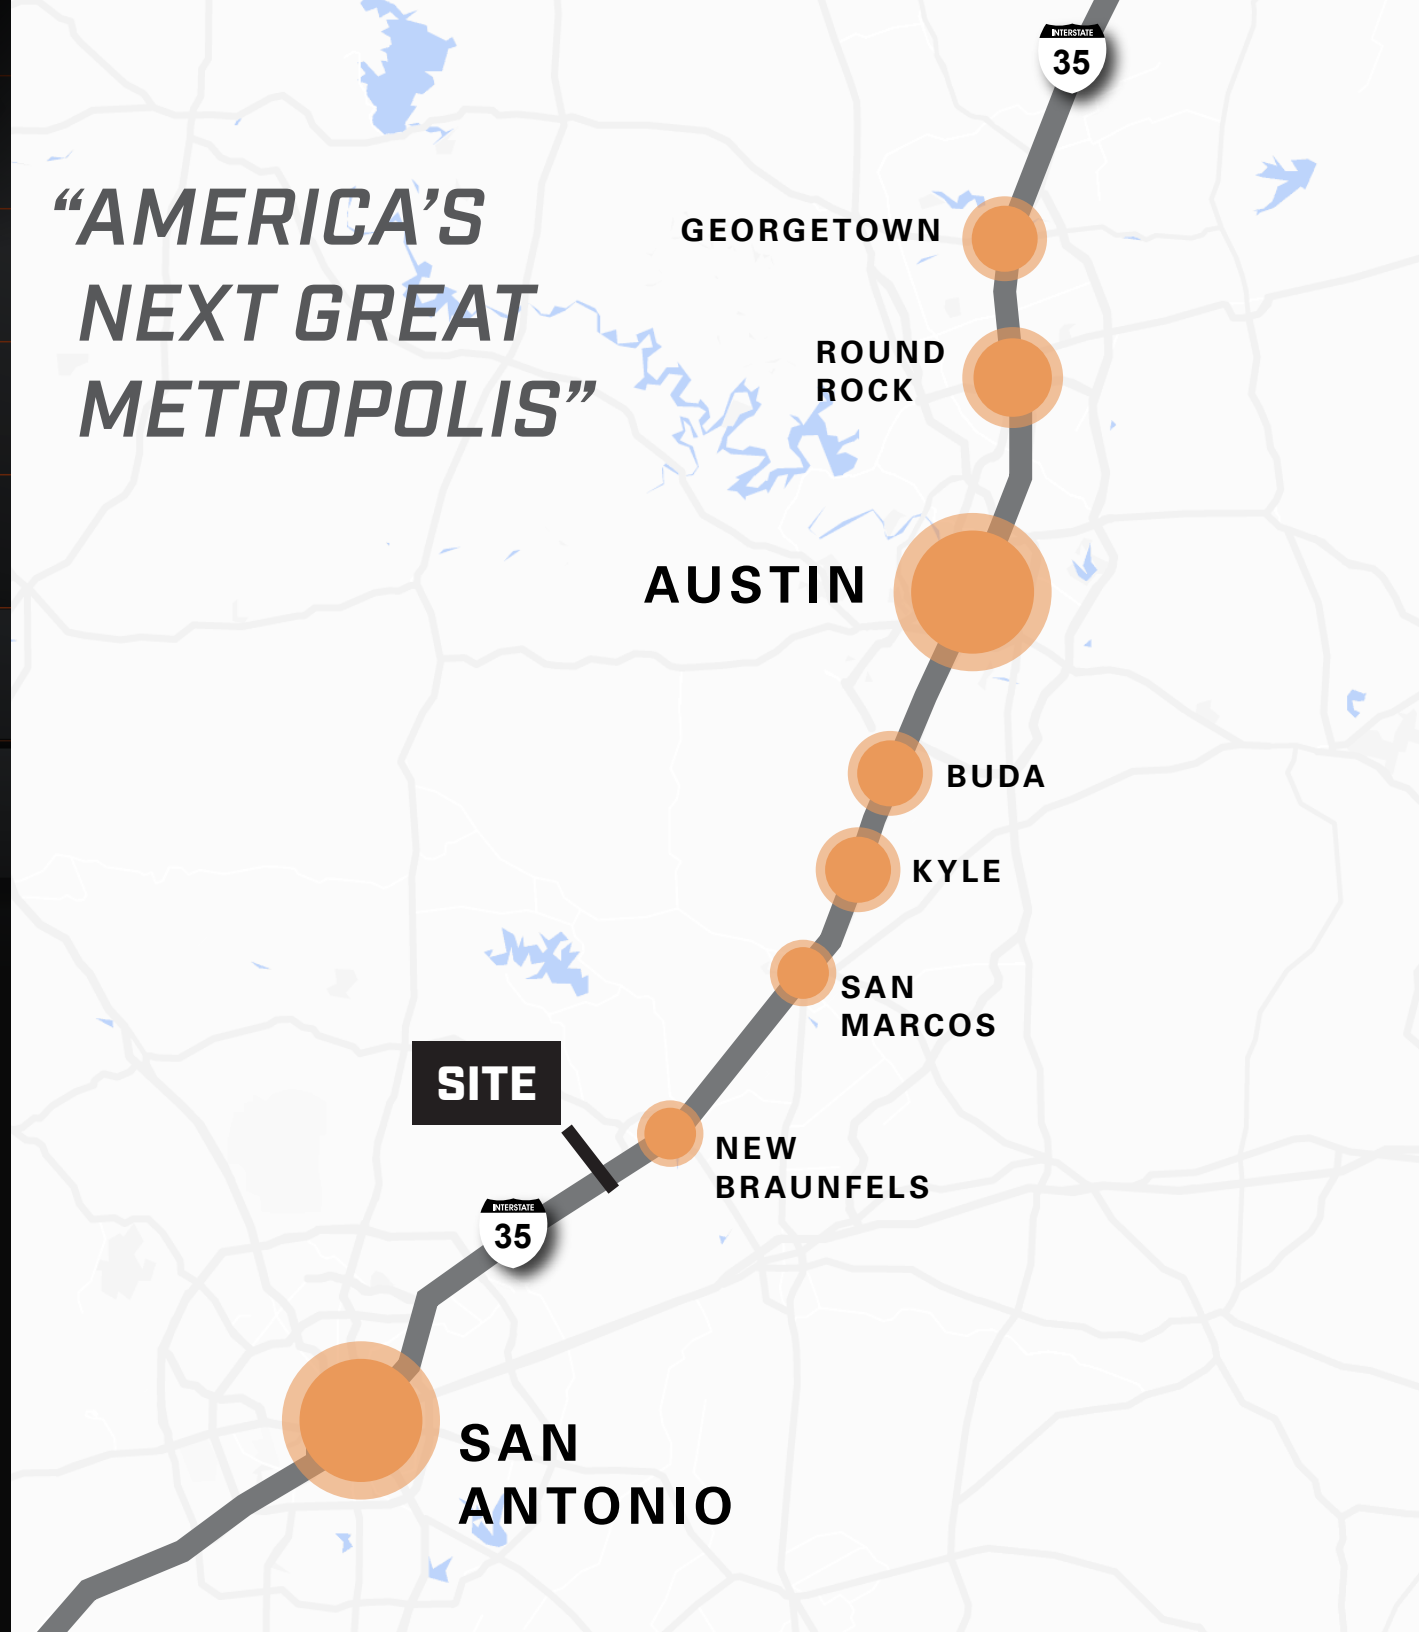 INTERSTATE
35
“AMERICA’S
NEXT GREAT
METROPOLIS”
GEORGETOWN
ROUND
ROCK
AUSTIN
BUDA
KYLE
SAN
MARCOS
SITE
NEW
BRAUNFELS
INTERSTATE
35
SAN
ANTONIO